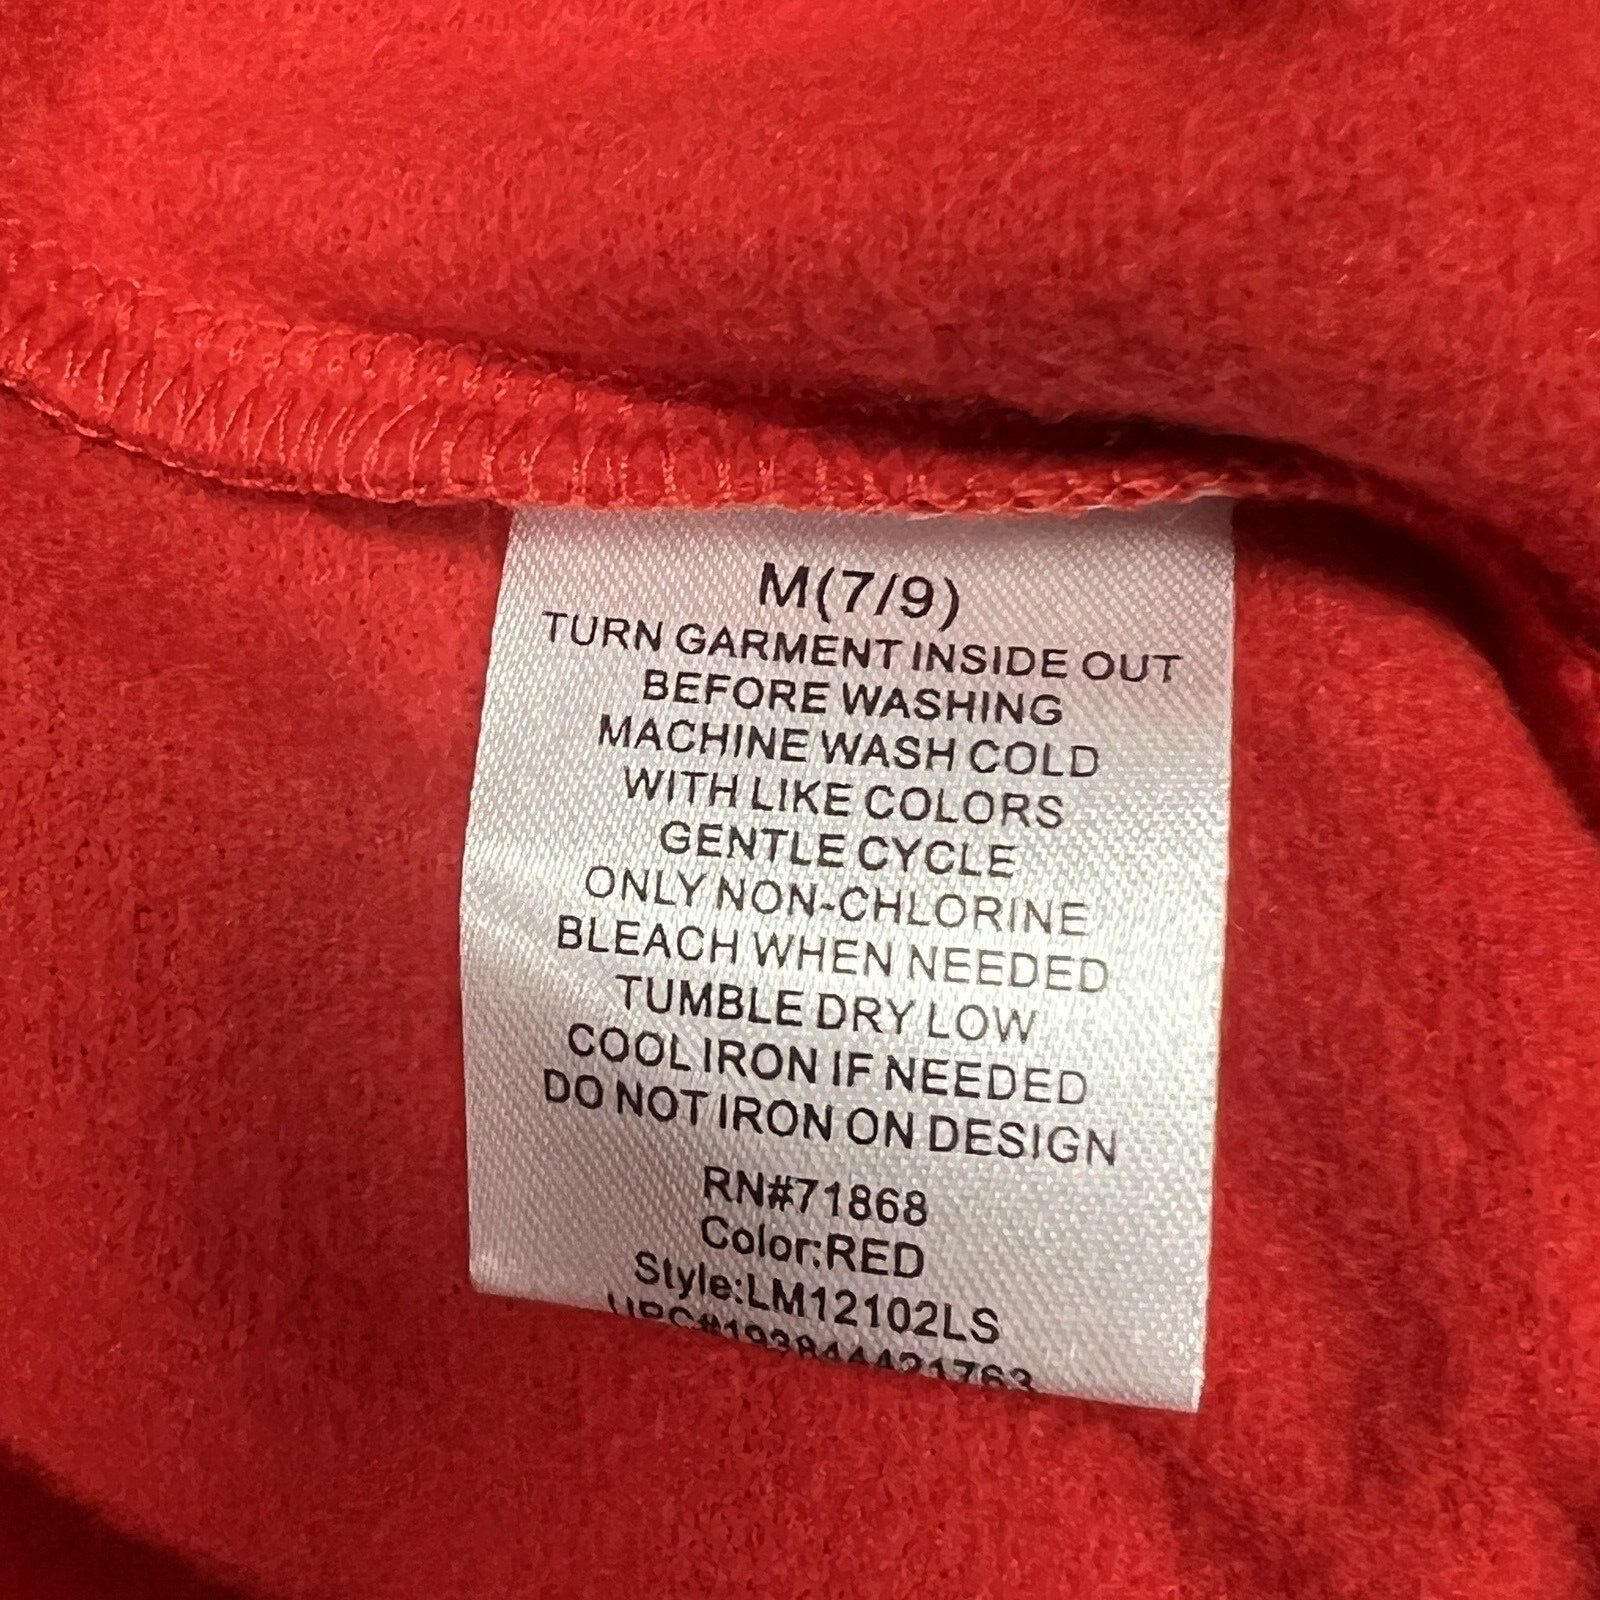 M(7/9)
TURN GARMENT INSIDE OUT
BEFORE WASHING
MACHINE WASH COLD
WITH LIKE COLORS
GENTLE CYCLE
ONLY NON-CHLORINE
BLEACH WHEN NEEDED
TUMBLE DRY LOW
COOL IRON IF NEEDED
DO NOT IRON ON DESIGN
RN#71868
Color:RED
Style:LM12102LS
UPC#193844421763